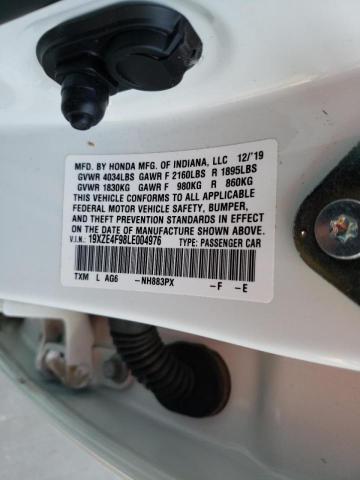 MFD. BY HONDA MFG. OF INDIANA, LLC 12/'19
GVWR 4034LBS GAWR F 2160LBS R 1895LBS
GVWR 1830KG GAWR F 980KG R 860KG
THIS VEHICLE CONFORMS TO ALL APPLICABLE
FEDERAL MOTOR VEHICLE SAFETY, BUMPER,
AND THEFT PREVENTION STANDARDS IN EFFECT
ON THE DATE OF MANUFACTURE SHOWN ABOVE.
V.I.N.: 19XZE4F98LE004976 TYPE: PASSENGER CAR
TXM L AG6 -NH883PX -F -E